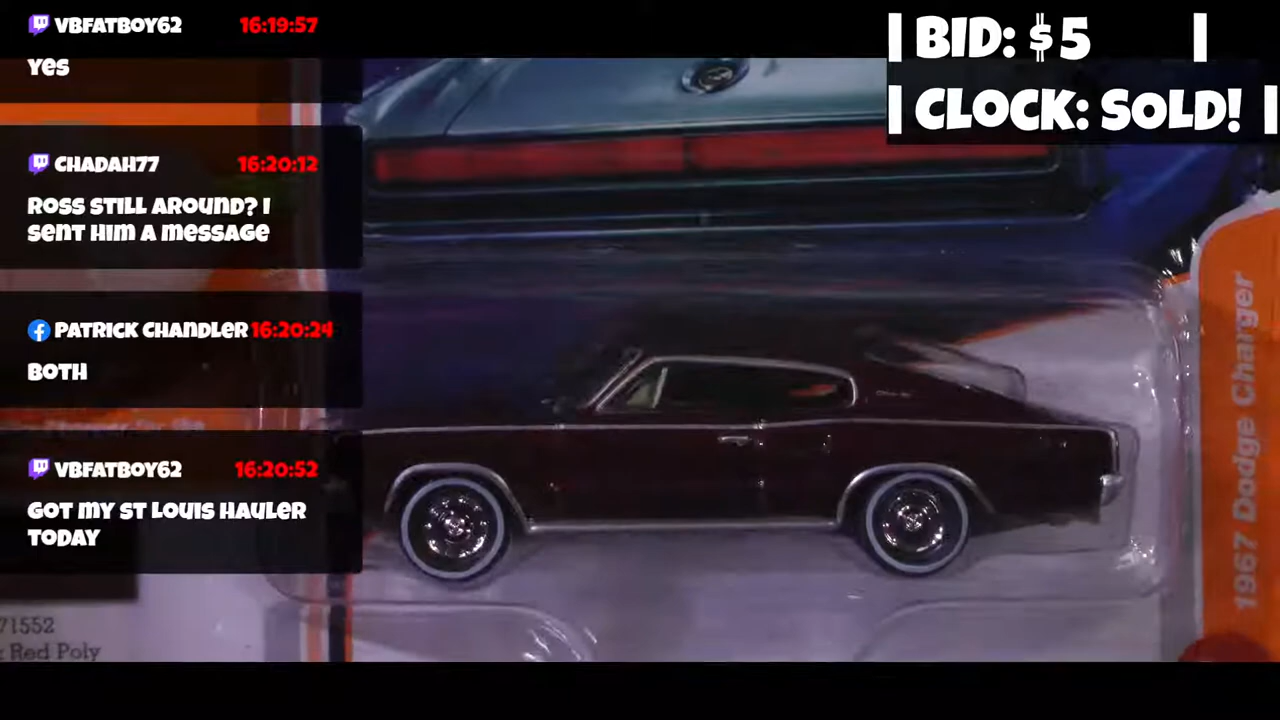 VBFATBOY62 16:19:57
YES
CHADAH77 16:20:12
ROSS STILL AROUND? I
SENT HIM A MESSAGE
PATRICK CHANDLER 16:20:24
BOTH
VBFATBOY62 16:20:52
GOT MY ST LOUIS HAULER
TODAY
| BID: $5 |
| CLOCK: SOLD! |
1967 Dodge Charger
71552
Red Poly